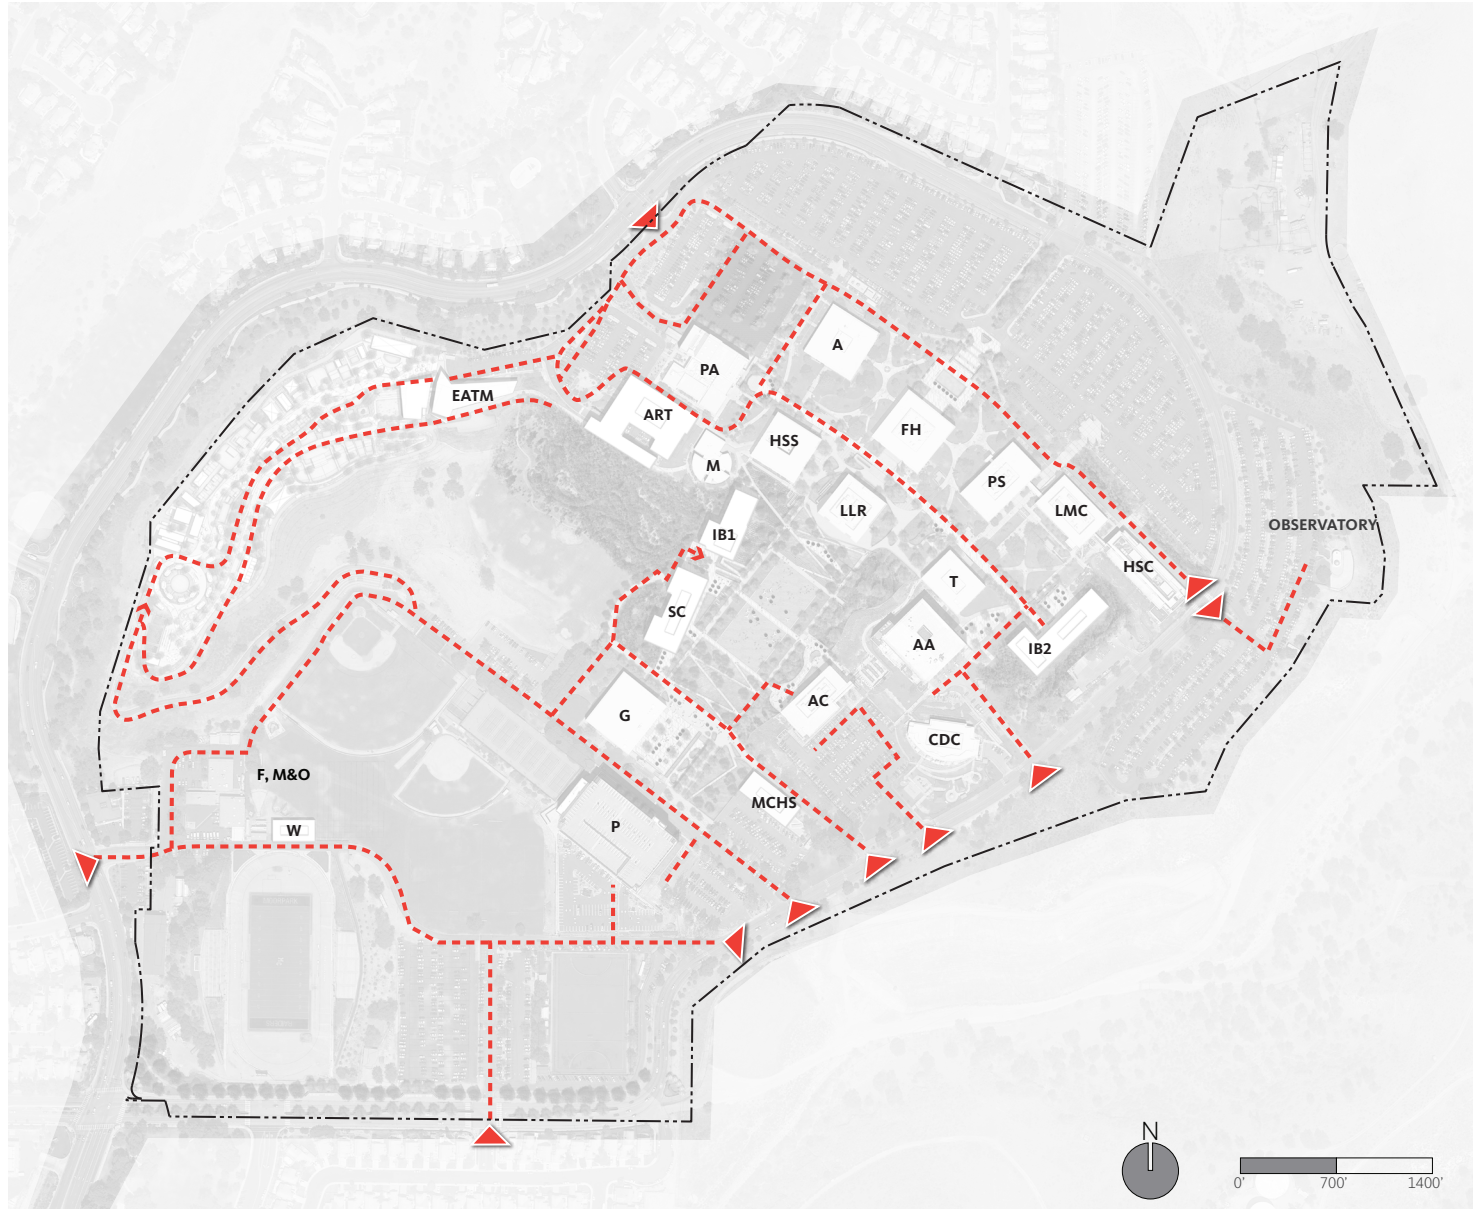 A
PA
EATM
ART
FH
HSS
M
PS
LLR
LMC
OBSERVATORY
IB1
HSC
T
SC
AA
IB2
AC
G
CDC
F, M&O
MCHS
P
W
N
0' 700' 1400'